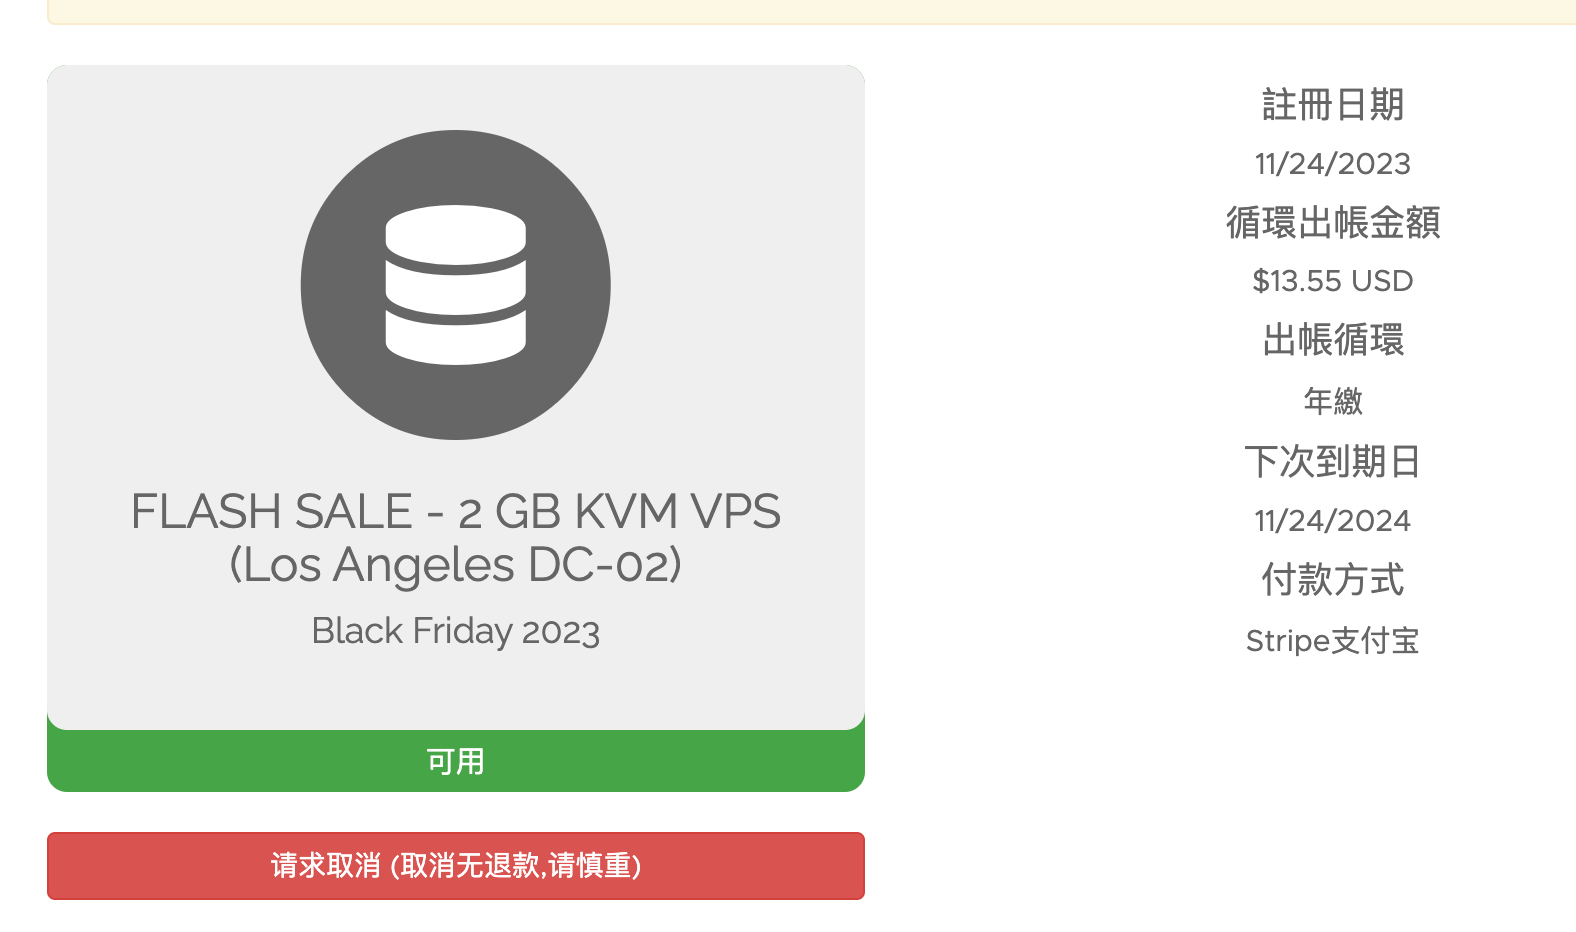 FLASH SALE - 2 GB KVM VPS
(Los Angeles DC-02)
Black Friday 2023
可用
请求取消 (取消无退款,请慎重)
註冊日期
11/24/2023
循環出帳金額
$13.55 USD
出帳循環
年繳
下次到期日
11/24/2024
付款方式
Stripe支付宝